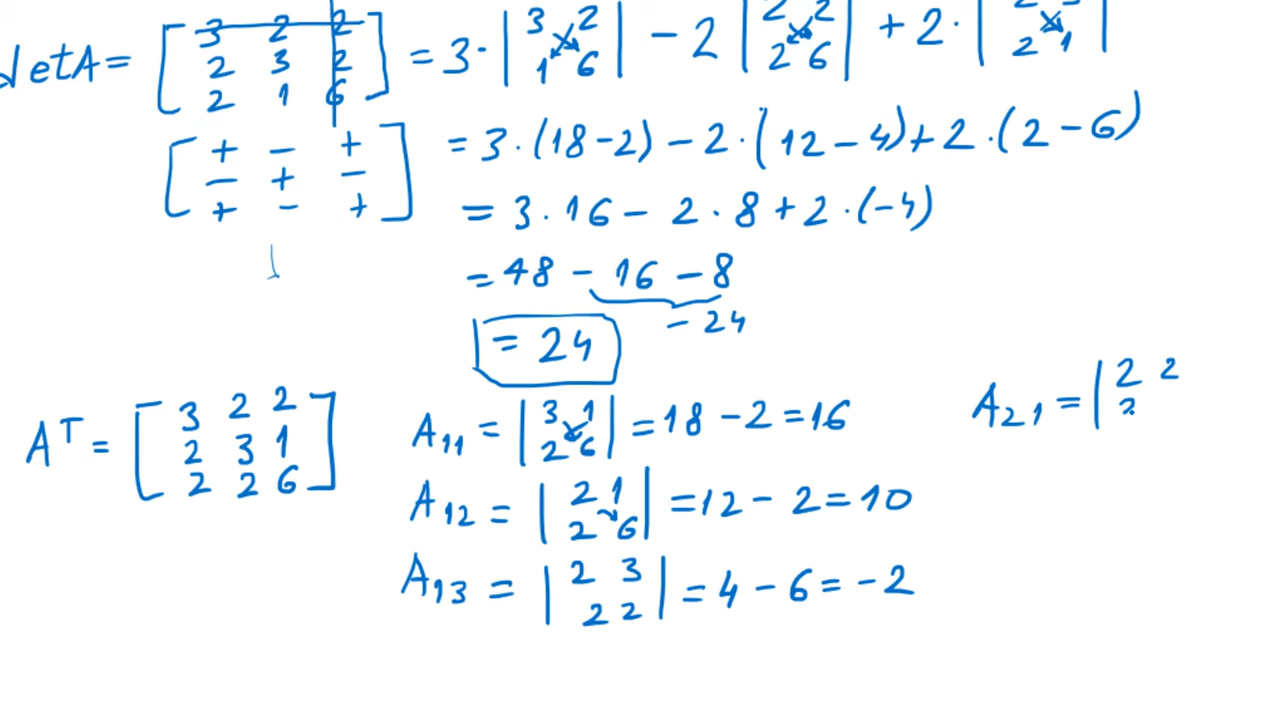 detA = [ 3 2 2 = 3 · | 3 2 − 2 | 2 2 + 2 · |
2 3 2
2 1 6 ] 1 6 | 2 6 | 2 1 |
[ + − + = 3 · (18 − 2) − 2 · (12 − 4) + 2 · (2 − 6)
− + −
+ − + ] = 3 · 16 − 2 · 8 + 2 · (−4)
= 48 − 16 − 8
− 24
= 24
A^T = [ 3 2 2
2 3 1
2 2 6 ]
A11 = | 3 1
2 6 | = 18 − 2 = 16
A12 = | 2 1
2 6 | = 12 − 2 = 10
A13 = | 2 3
2 2 | = 4 − 6 = −2
A21 = | 2 2